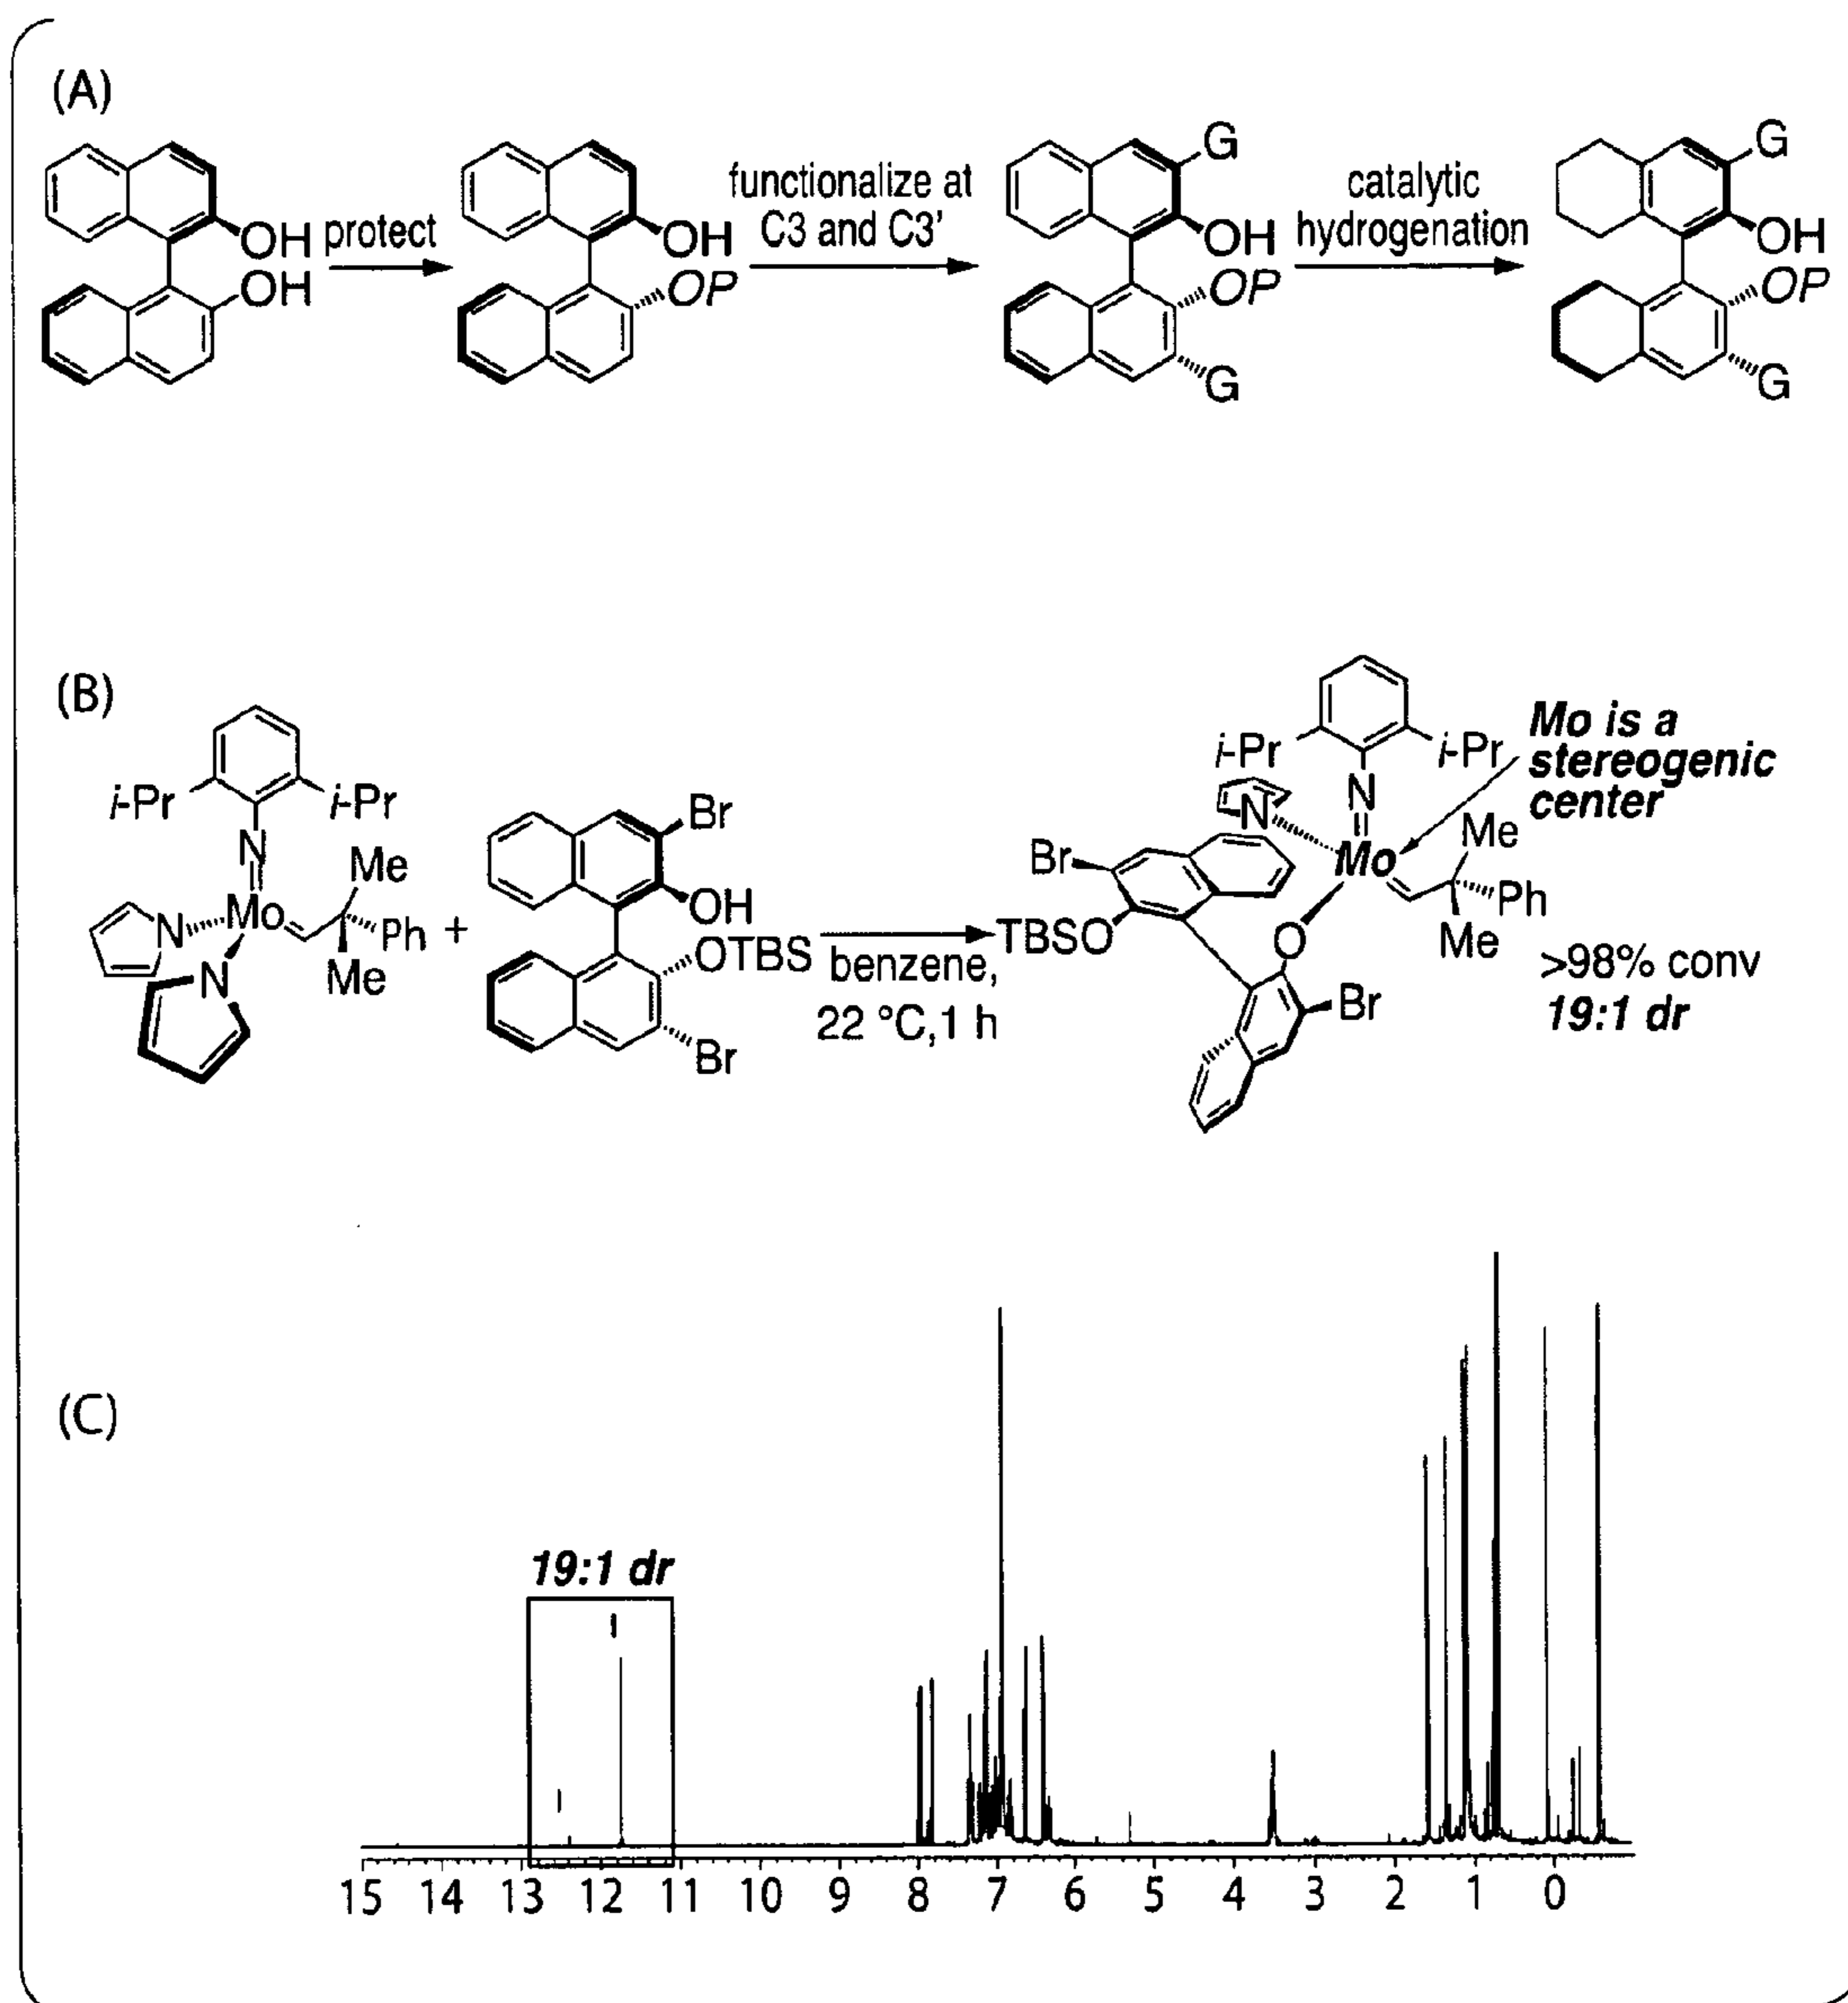 (A)
G
G
functionalize at
C3 and C3'
catalytic
hydrogenation
OH
protect
OH
OH
OH
OH
OP
OP
OP
G
G
(B)
i-Pr
i-Pr
N
Me
Mo
N
Ph
+
N
Me
Br
OH
OTBS
Br
benzene,
22 °C, 1 h
i-Pr
i-Pr
N
N
Mo is a
stereogenic
center
Me
Br
Mo
Ph
TBSO
O
Me
Br
>98% conv
19:1 dr
(C)
19:1 dr
15 14 13 12 11 10 9 8 7 6 5 4 3 2 1 0